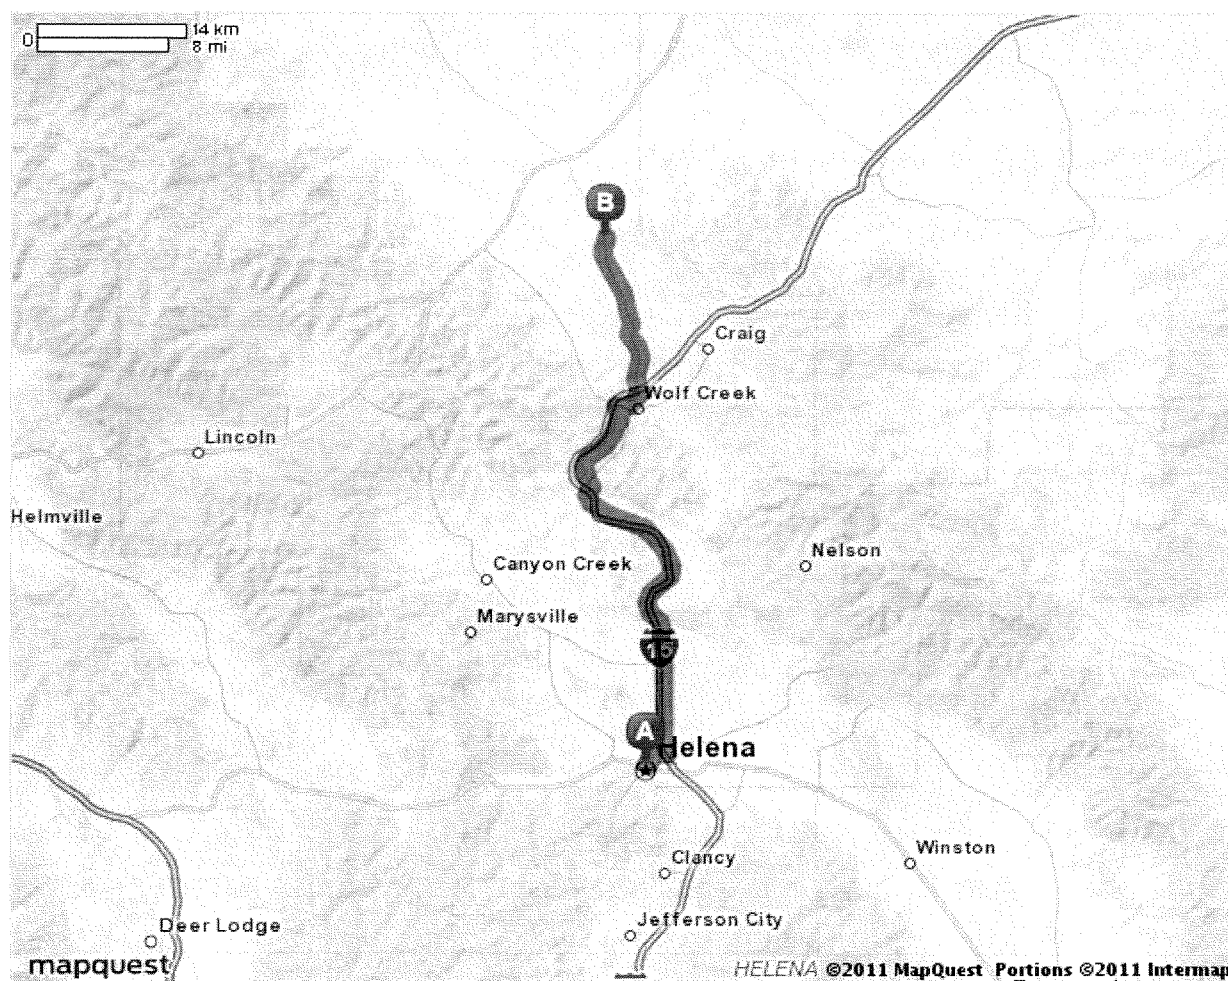 14 km
0
8 mi
B
Craig
Wolf Creek
Lincoln
Helmville
Nelson
Canyon Creek
Marysville
15
A
Helena
Clancy
Winston
Jefferson City
Deer Lodge
mapquest
HELENA ©2011 MapQuest Portions ©2011 Intermap